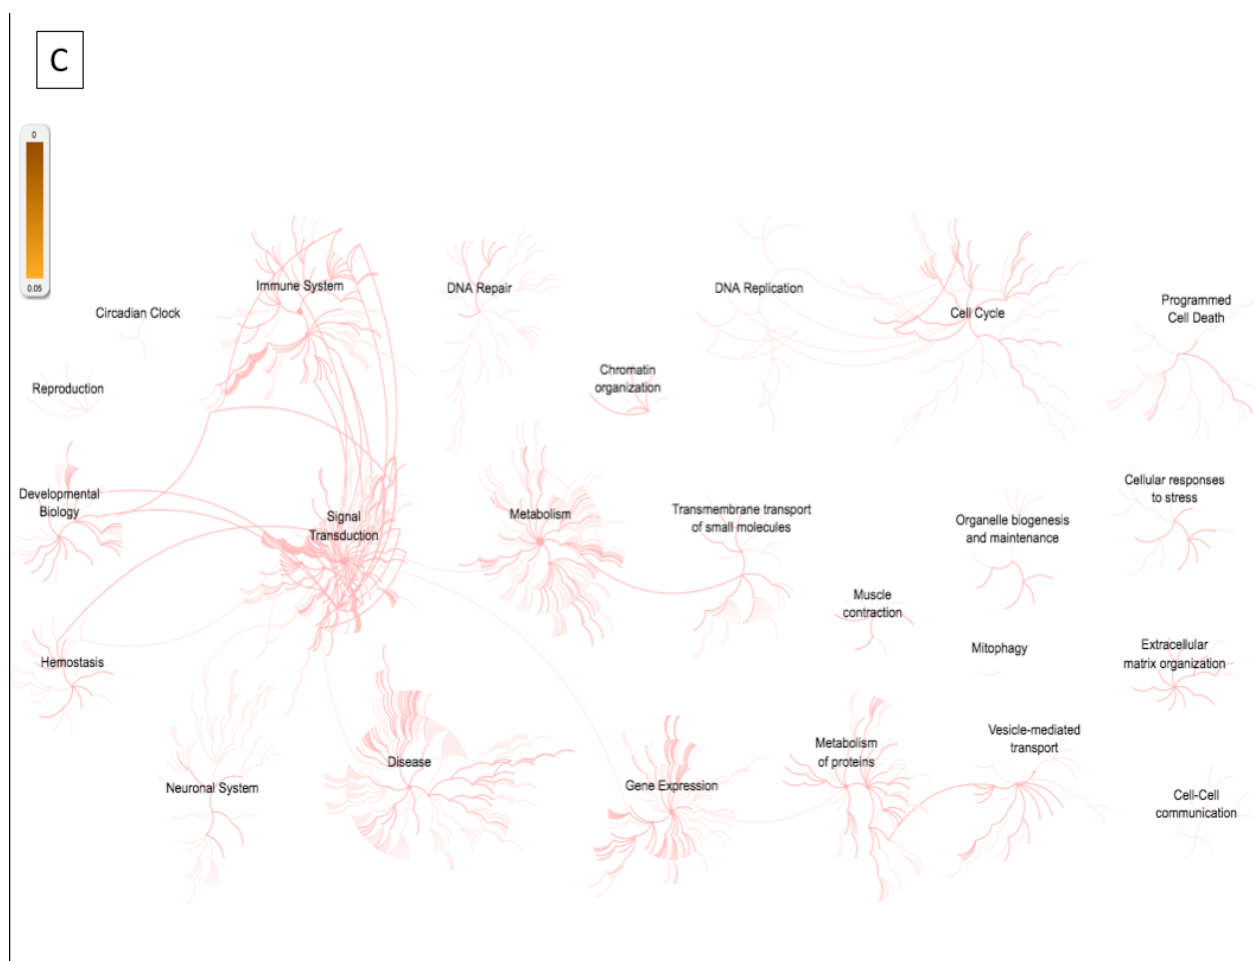 C
0
0.05
Immune System
DNA Repair
DNA Replication
Circadian Clock
Cell Cycle
Programmed
Cell Death
Reproduction
Chromatin
organization
Developmental
Biology
Signal
Transduction
Metabolism
Transmembrane transport
of small molecules
Organelle biogenesis
and maintenance
Cellular responses
to stress
Muscle
contraction
Mitophagy
Extracellular
matrix organization
Hemostasis
Neuronal System
Disease
Gene Expression
Metabolism
of proteins
Vesicle-mediated
transport
Cell-Cell
communication